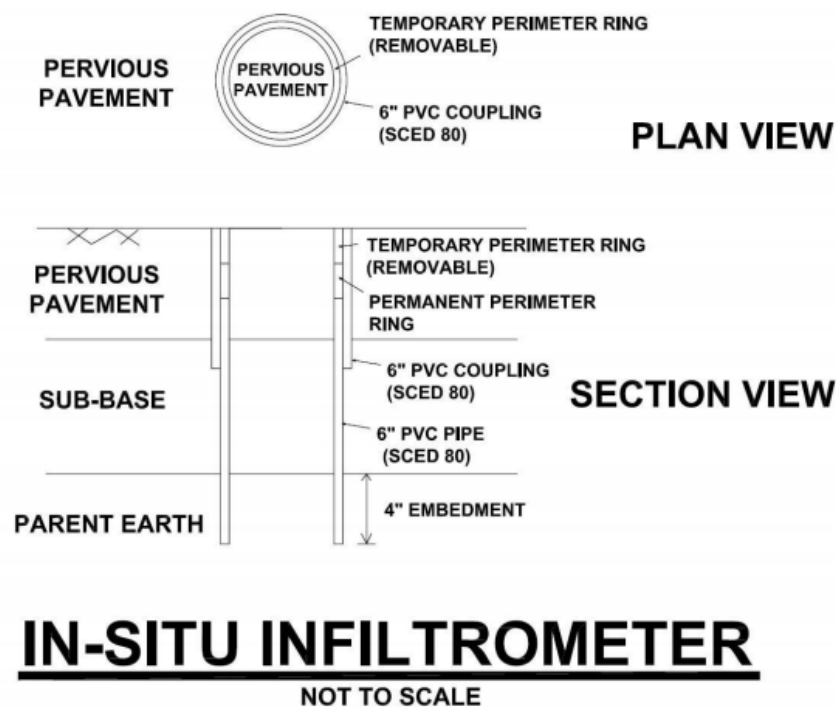 TEMPORARY PERIMETER RING
(REMOVABLE)
PERVIOUS
PAVEMENT
PERVIOUS
PAVEMENT
6" PVC COUPLING
(SCED 80)
PLAN VIEW
TEMPORARY PERIMETER RING
(REMOVABLE)
PERVIOUS
PAVEMENT
PERMANENT PERIMETER
RING
6" PVC COUPLING
(SCED 80)
SECTION VIEW
SUB-BASE
6" PVC PIPE
(SCED 80)
4" EMBEDMENT
PARENT EARTH
IN-SITU INFILTROMETER
NOT TO SCALE